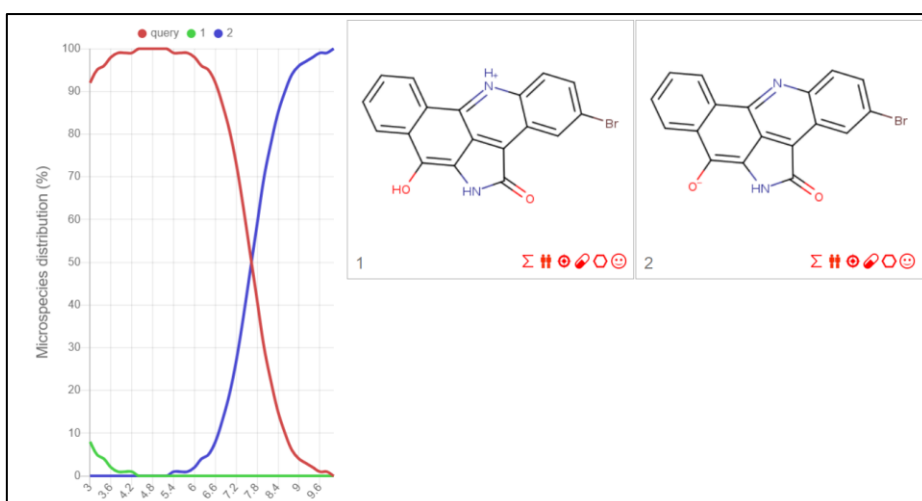 query 1 2
Microspecies distribution (%)
100
90
80
70
60
50
40
30
20
10
0
3 3.6 4.2 4.8 5.4 6 6.6 7.2 7.8 8.4 9 9.6
H+
N
Br
HO
HN
O
1
N
Br
O-
HN
O
2